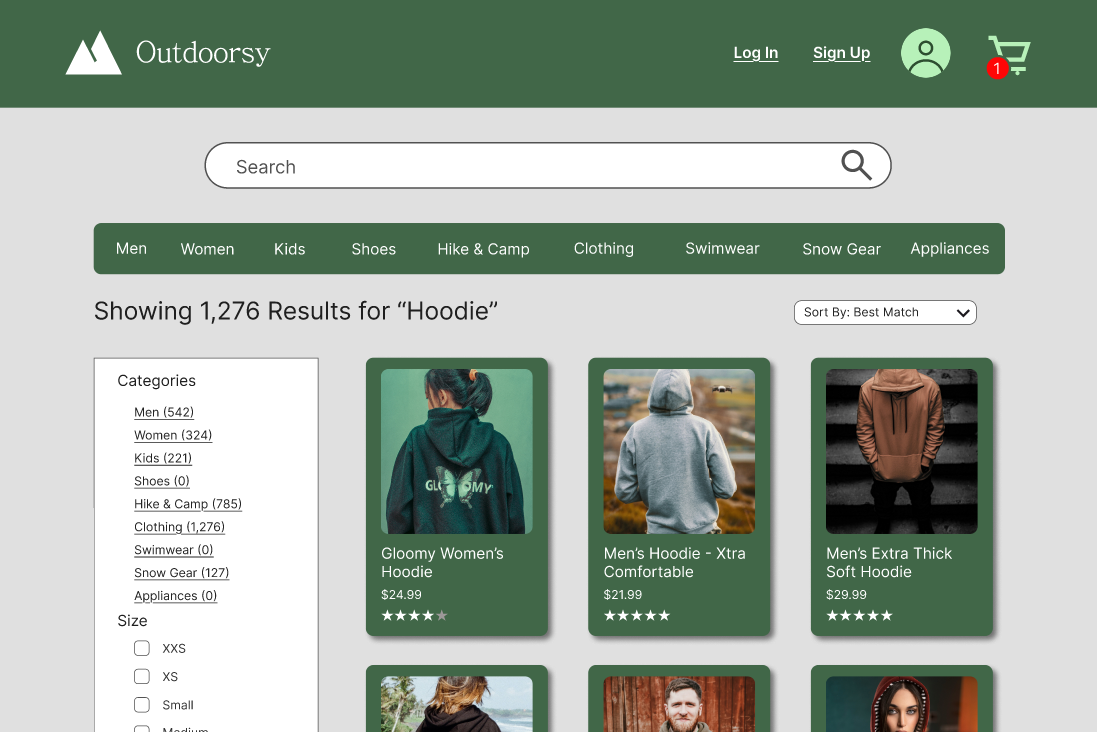 Outdoorsy
Log In
Sign Up
1
Search
Men
Women
Kids
Shoes
Hike & Camp
Clothing
Swimwear
Snow Gear
Appliances
Showing 1,276 Results for “Hoodie”
Sort By: Best Match
Categories
Men (542)
Women (324)
Kids (221)
Shoes (0)
Hike & Camp (785)
Clothing (1,276)
Swimwear (0)
Snow Gear (127)
Appliances (0)
Size
XXS
XS
Small
Medium
Gloomy Women’s
Hoodie
$24.99
Men’s Hoodie - Xtra
Comfortable
$21.99
Men’s Extra Thick
Soft Hoodie
$29.99